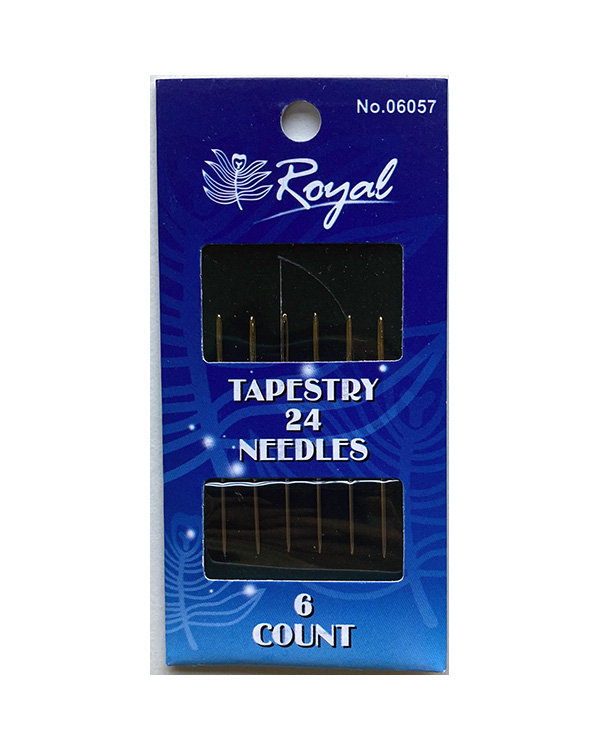 No.06057
Royal
TAPESTRY
24
NEEDLES
6
COUNT